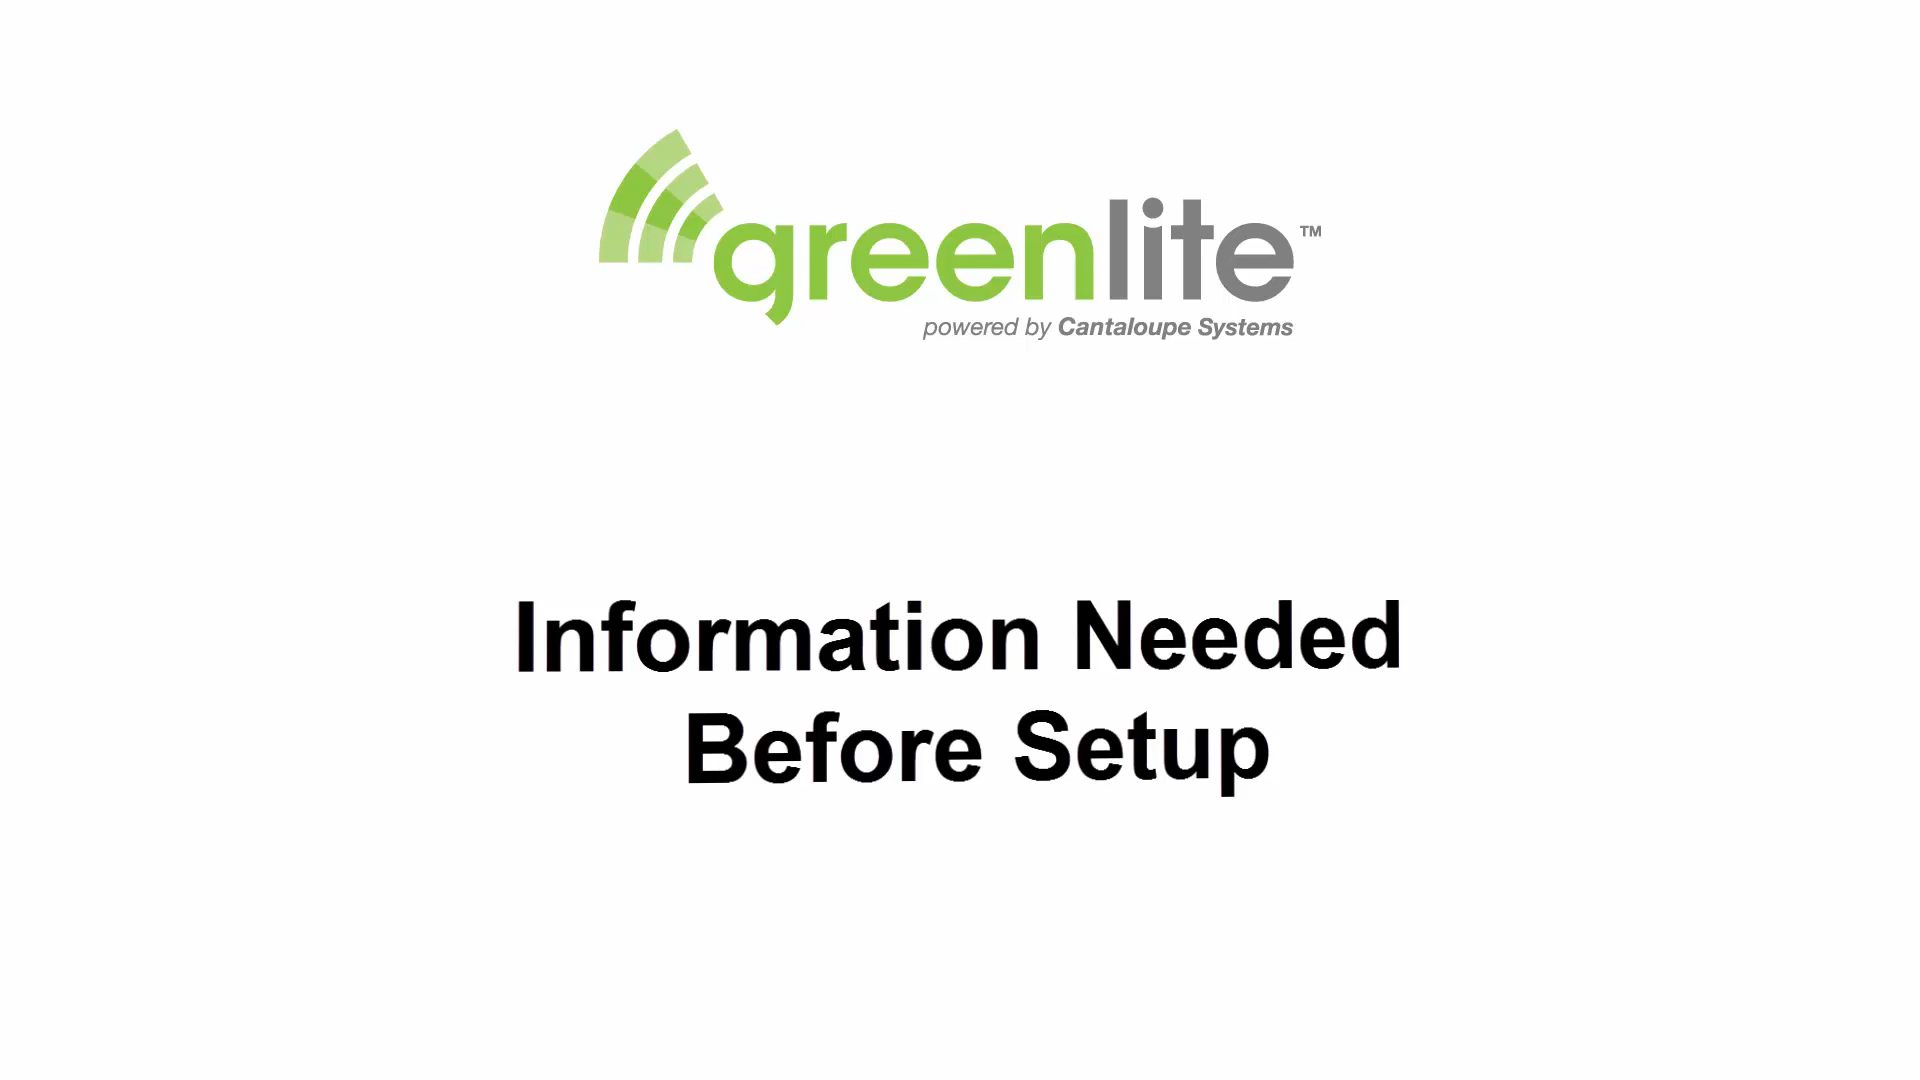 greenlite™
powered by Cantaloupe Systems
Information Needed
Before Setup